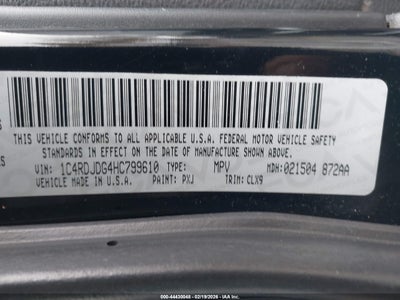 THIS VEHICLE CONFORMS TO ALL APPLICABLE U.S.A. FEDERAL MOTOR VEHICLE SAFETY
STANDARDS IN EFFECT ON THE DATE OF MANUFACTURE SHOWN ABOVE.
VIN: 1C4RDJDG4HC799610 TYPE: MPV MDH:021504 872AA
VEHICLE MADE IN U.S.A. PAINT: PXJ TRIM: CLX9
000-44430048 - 02/19/2026 - IAA Inc.